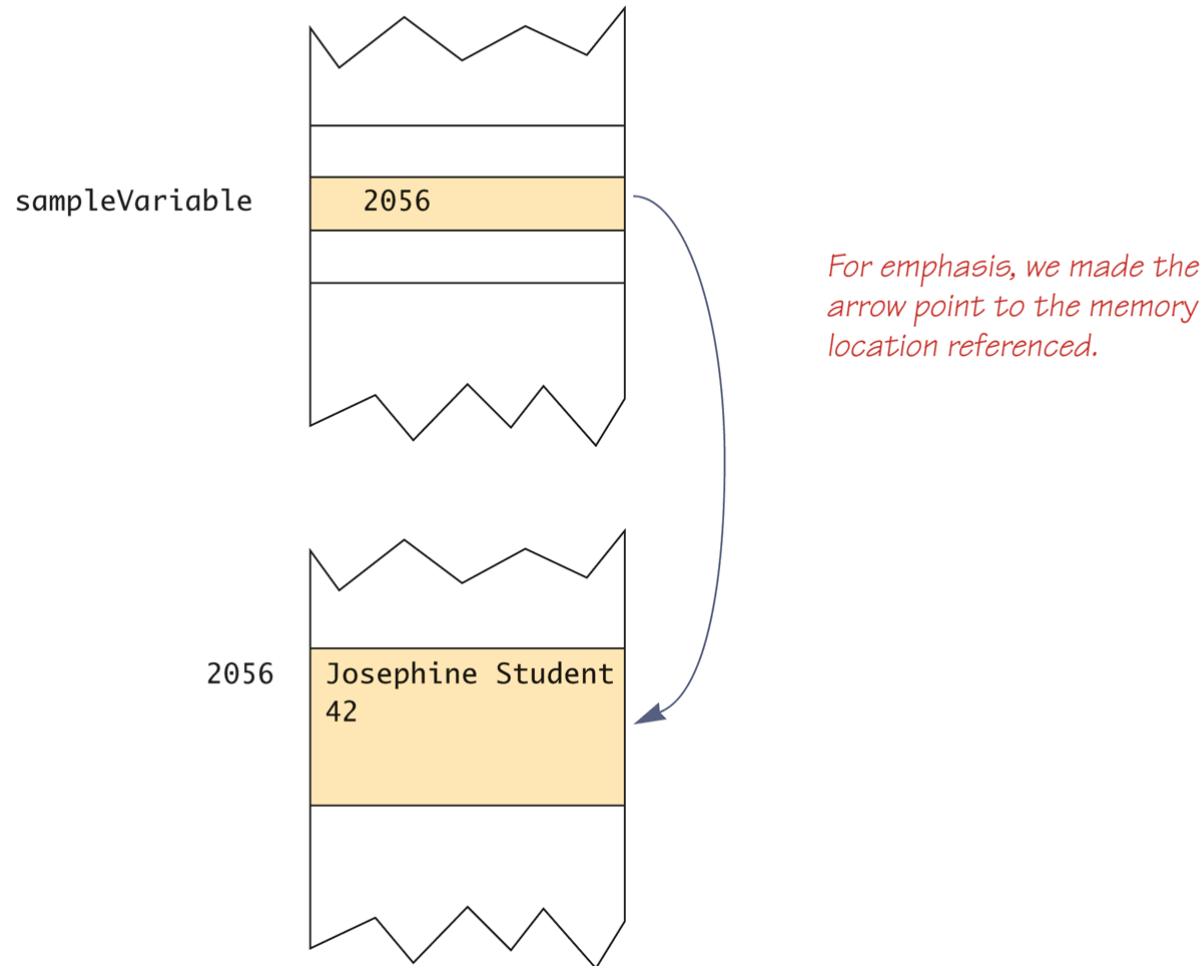 sampleVariable 2056
For emphasis, we made the
arrow point to the memory
location referenced.
2056 Josephine Student
42